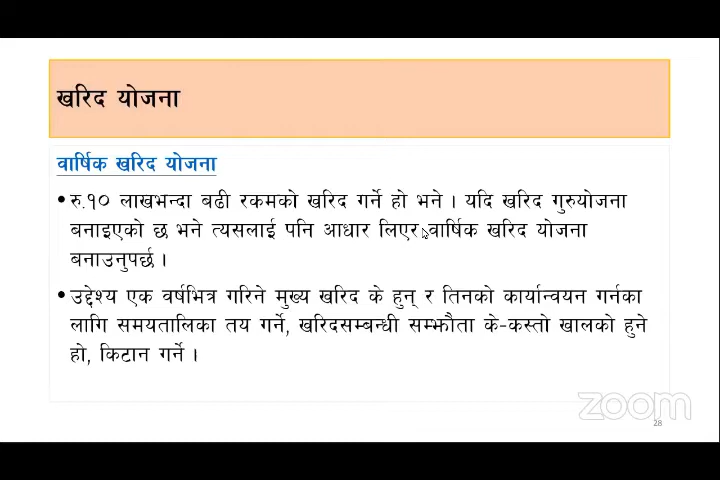 खरिद योजना
वार्षिक खरिद योजना
• रु.१० लाखभन्दा बढी रकमको खरिद गर्ने हो भने । यदि खरिद गुरुयोजना
बनाइएको छ भने त्यसलाई पनि आधार लिएर वार्षिक खरिद योजना
बनाउनुपर्छ ।
• उद्देश्य एक वर्षभित्र गरिने मुख्य खरिद के हुन् र तिनको कार्यान्वयन गर्नका
लागि समयतालिका तय गर्ने, खरिदसम्बन्धी सम्झौता के-कस्तो खालको हुने
हो, किटान गर्ने ।
zoom
28